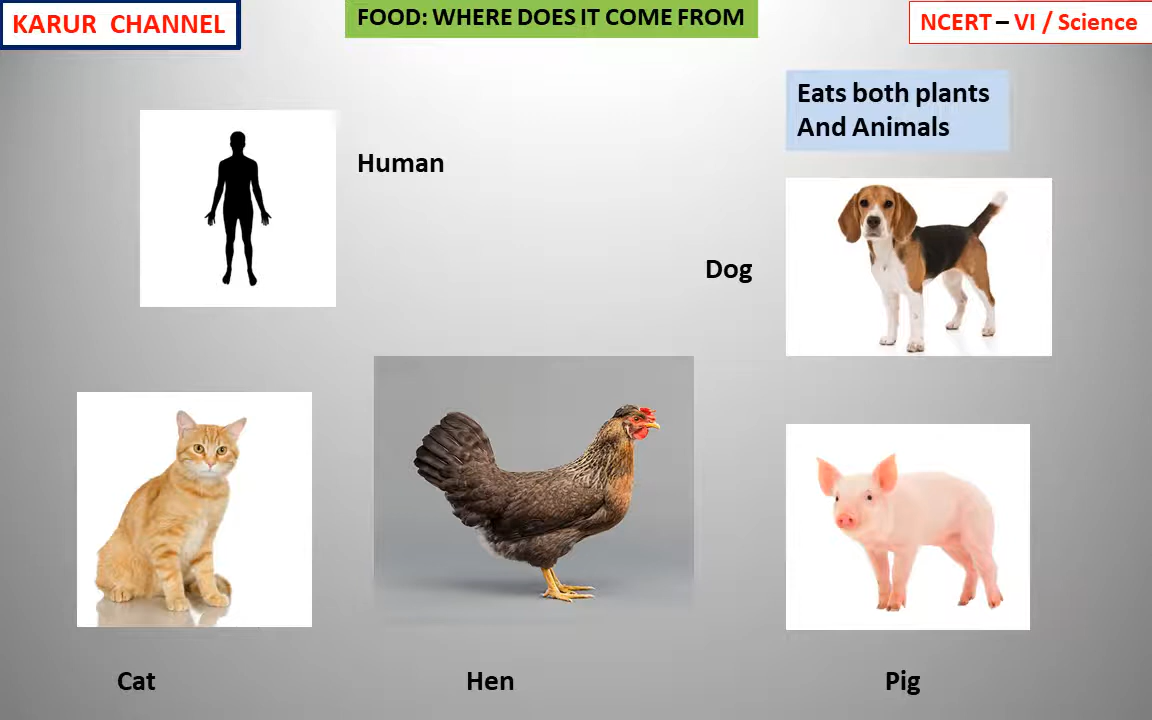 KARUR CHANNEL
FOOD: WHERE DOES IT COME FROM
NCERT – VI / Science
Eats both plants
And Animals
Human
Dog
Cat
Hen
Pig